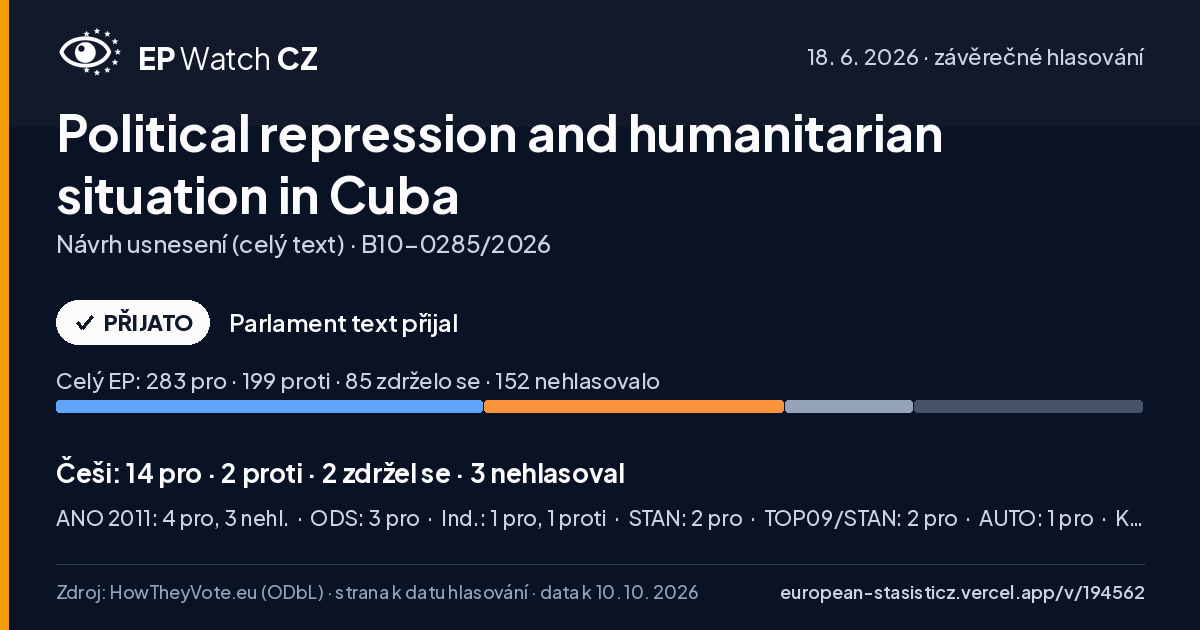 EP Watch CZ
18. 6. 2026 · závěrečné hlasování
Political repression and humanitarian
situation in Cuba
Návrh usnesení (celý text) · B10-0285/2026
✓ PŘIJATO
Parlament text přijal
Celý EP: 283 pro · 199 proti · 85 zdrželo se · 152 nehlasovalo
Češi: 14 pro · 2 proti · 2 zdržel se · 3 nehlasoval
ANO 2011: 4 pro, 3 nehl. · ODS: 3 pro · Ind.: 1 pro, 1 proti · STAN: 2 pro · TOP09/STAN: 2 pro · AUTO: 1 pro · K…
Zdroj: HowTheyVote.eu (ODbL) · strana k datu hlasování · data k 10. 10. 2026
european-stasisticz.vercel.app/v/194562